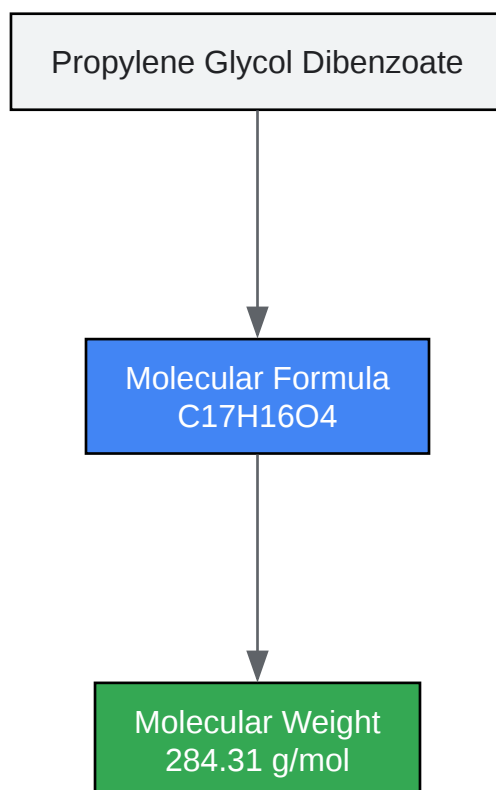 Propylene Glycol Dibenzoate
Molecular Formula
C17H16O4
Molecular Weight
284.31 g/mol